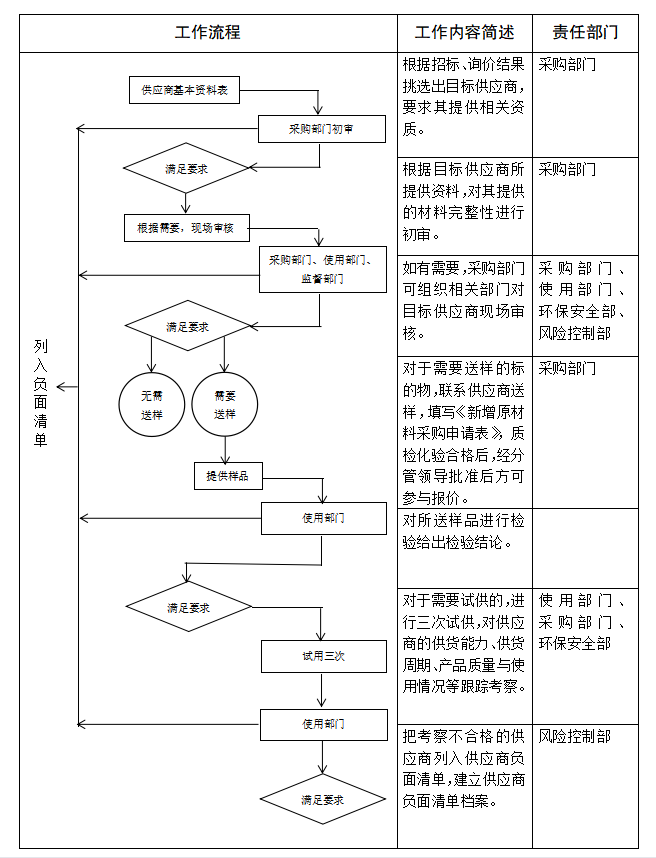 工作流程
工作内容简述
责任部门
供应商基本资料表
采购部门初审
满足要求
根据需要，现场审核
采购部门、使用部门、
监督部门
满足要求
无需
送样
需要
送样
提供样品
使用部门
满足要求
试用三次
使用部门
满足要求
列
入
负
面
清
单
根据招标、询价结果
挑选出目标供应商，
要求其提供相关资
质。
采购部门
根据目标供应商所
提供资料，对其提供
的材料完整性进行
初审。
采购部门
如有需要，采购部门
可组织相关部门对
目标供应商现场审
核。
采购部门、
使用部门、
环保安全部、
风险控制部
对于需要送样的标
的物，联系供应商送
样，填写《新增原材
料采购申请表》，质
检化验合格后，经分
管领导批准后方可
参与报价。
采购部门
对所送样品进行检
验给出检验结论。
对于需要试供的，进
行三次试供，对供应
商的供货能力、供货
周期、产品质量与使
用情况等跟踪考察。
使用部门、
采购部门、
环保安全部
把考察不合格的供
应商列入供应商负
面清单，建立供应商
负面清单档案。
风险控制部